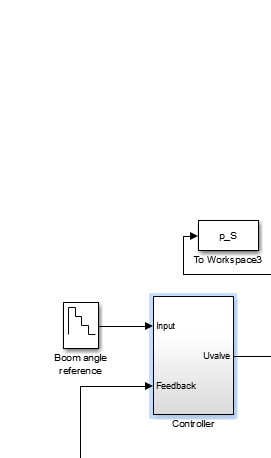 p_S
To Workspace3
Input
Uvalve
Boom angle
reference
Feedback
Controller